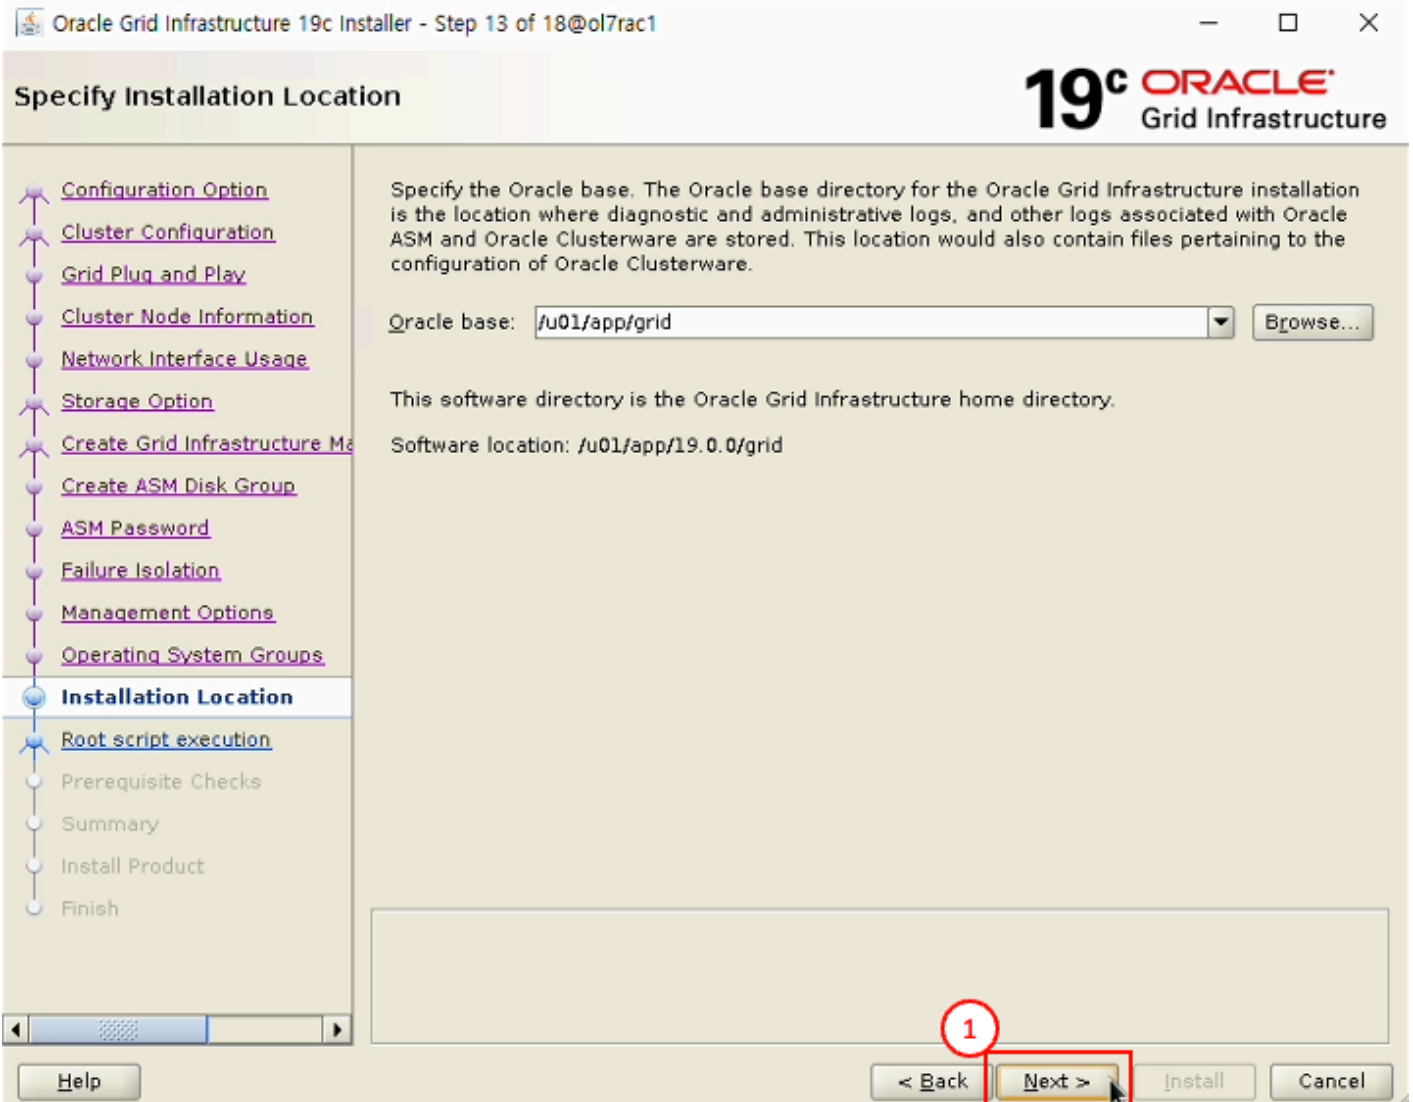 Oracle Grid Infrastructure 19c Installer - Step 13 of 18@ol7rac1
Specify Installation Location
19c ORACLE
Grid Infrastructure
Configuration Option
Cluster Configuration
Grid Plug and Play
Cluster Node Information
Network Interface Usage
Storage Option
Create Grid Infrastructure Ma
Create ASM Disk Group
ASM Password
Failure Isolation
Management Options
Operating System Groups
Installation Location
Root script execution
Prerequisite Checks
Summary
Install Product
Finish
Specify the Oracle base. The Oracle base directory for the Oracle Grid Infrastructure installation
is the location where diagnostic and administrative logs, and other logs associated with Oracle
ASM and Oracle Clusterware are stored. This location would also contain files pertaining to the
configuration of Oracle Clusterware.
Oracle base: /u01/app/grid Browse...
This software directory is the Oracle Grid Infrastructure home directory.
Software location: /u01/app/19.0.0/grid
1
Help < Back Next > Install Cancel